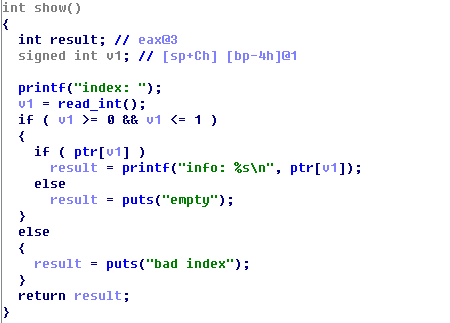 int show()
{
  int result; // eax@3
  signed int v1; // [sp+Ch] [bp-4h]@1

  printf("index: ");
  v1 = read_int();
  if ( v1 >= 0 && v1 <= 1 )
  {
    if ( ptr[v1] )
      result = printf("info: %s\n", ptr[v1]);
    else
      result = puts("empty");
  }
  else
  {
    result = puts("bad index");
  }
  return result;
}